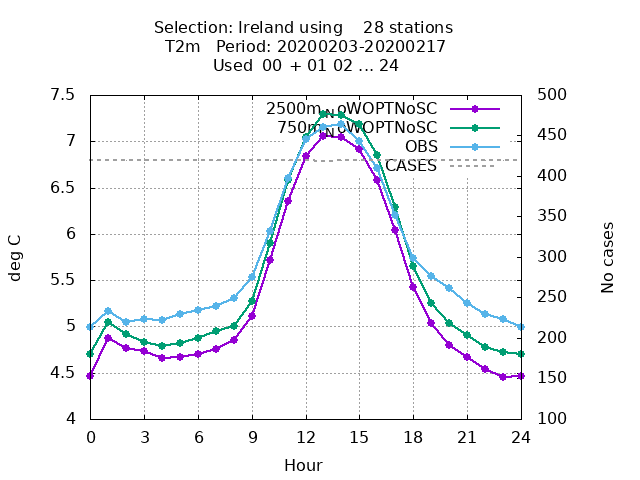 Selection: Ireland using    28 stations
T2m   Period: 20200203-20200217
Used  00  + 01 02 ... 24
2500m_NoWOPTNoSC
750m_NoWOPTNoSC
OBS
CASES
7.5
7
6.5
6
5.5
5
4.5
4
500
450
400
350
300
250
200
150
100
deg C
No cases
0 3 6 9 12 15 18 21 24
Hour